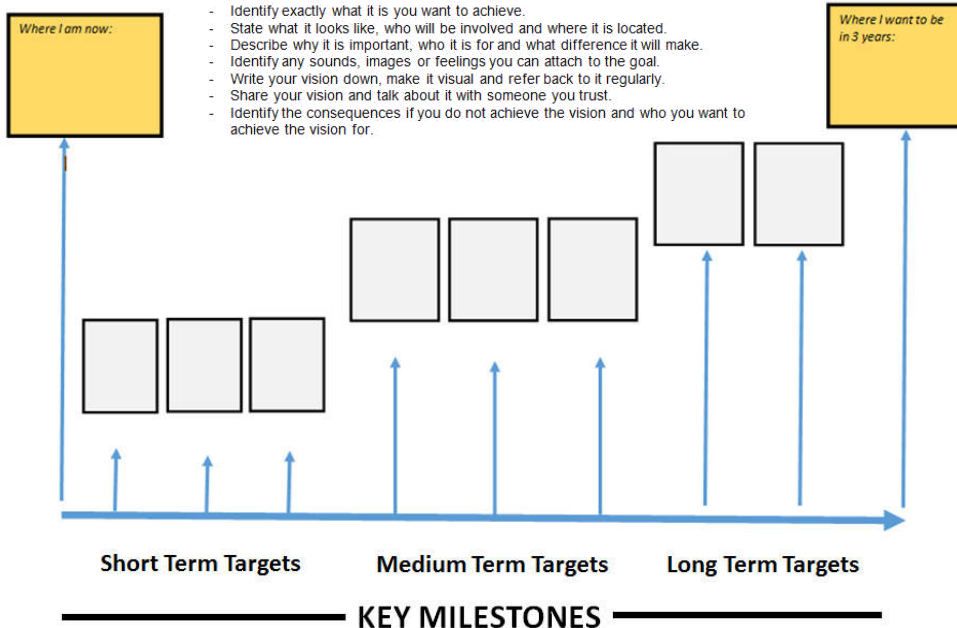 Where I am now:
- Identify exactly what it is you want to achieve.
- State what it looks like, who will be involved and where it is located.
- Describe why it is important, who it is for and what difference it will make.
- Identify any sounds, images or feelings you can attach to the goal.
- Write your vision down, make it visual and refer back to it regularly.
- Share your vision and talk about it with someone you trust.
- Identify the consequences if you do not achieve the vision and who you want to
achieve the vision for.
Where I want to be
in 3 years:
Short Term Targets
Medium Term Targets
Long Term Targets
KEY MILESTONES